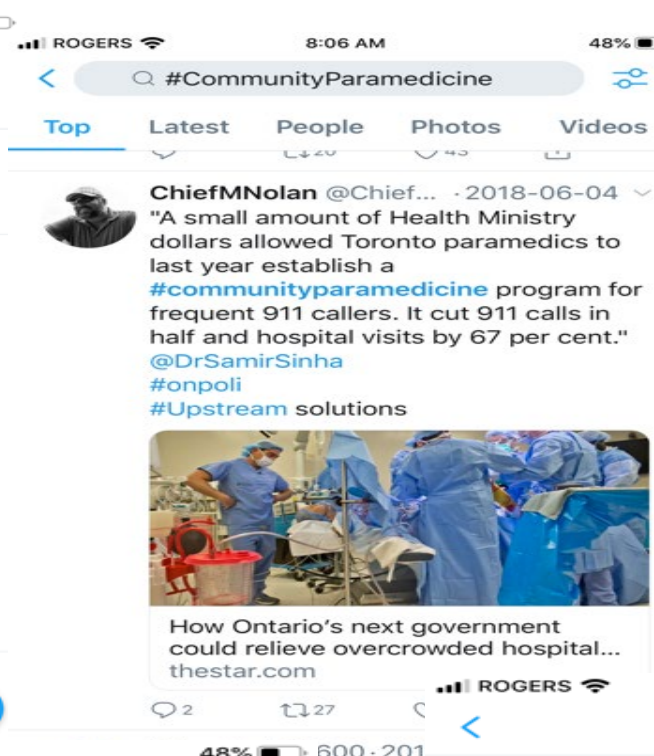 ROGERS 8:06 AM 48%
#CommunityParamedicine
Top Latest People Photos Videos
ChiefMNolan @Chief... · 2018-06-04
"A small amount of Health Ministry
dollars allowed Toronto paramedics to
last year establish a
#communityparamedicine program for
frequent 911 callers. It cut 911 calls in
half and hospital visits by 67 per cent."
@DrSamirSinha
#onpoli
#Upstream solutions
How Ontario's next government
could relieve overcrowded hospital...
thestar.com
ROGERS
2 27
48% 600 · 201